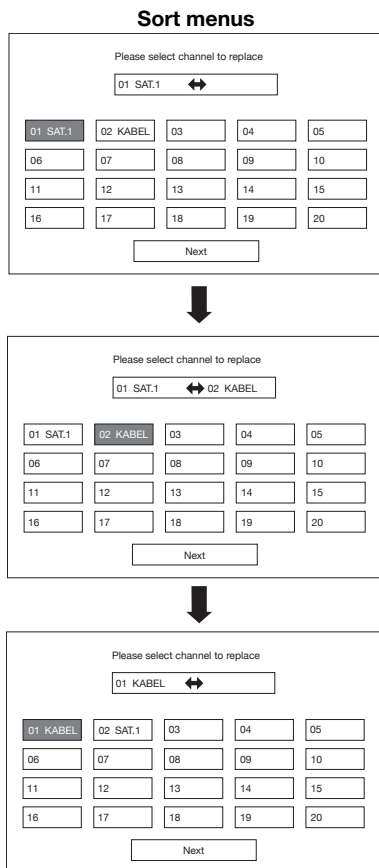 Sort menus
Please select channel to replace
01 SAT.1
01 SAT.1 02 KABEL 03 04 05
06 07 08 09 10
11 12 13 14 15
16 17 18 19 20
Next
Please select channel to replace
01 SAT.1 02 KABEL
01 SAT.1 02 KABEL 03 04 05
06 07 08 09 10
11 12 13 14 15
16 17 18 19 20
Next
Please select channel to replace
01 KABEL
01 KABEL 02 SAT.1 03 04 05
06 07 08 09 10
11 12 13 14 15
16 17 18 19 20
Next